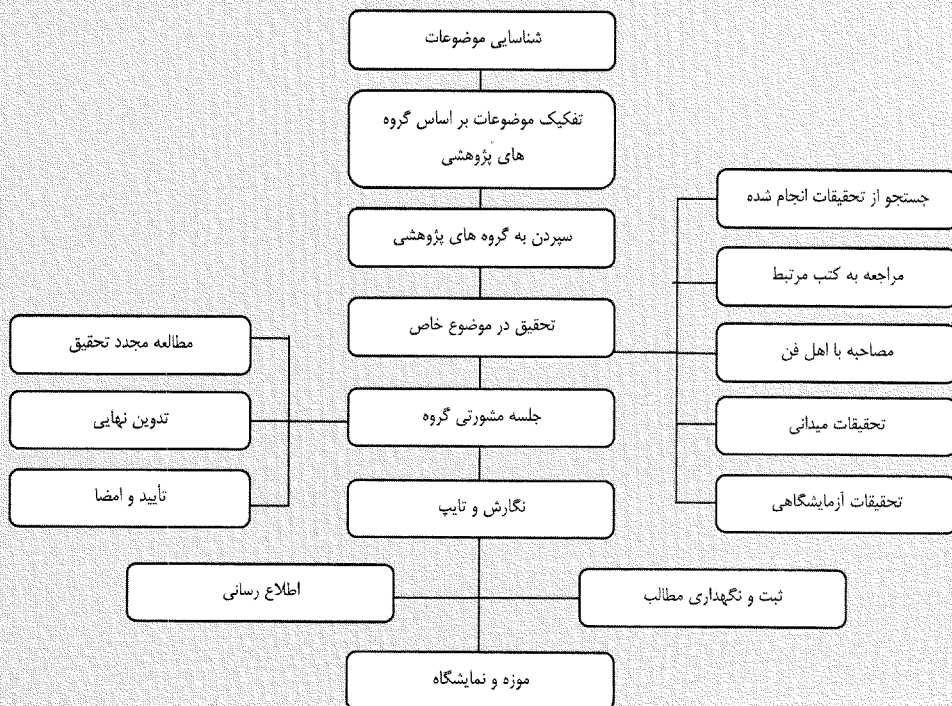 شناسایی موضوعات
تفکیک موضوعات بر اساس گروه
های پژوهشی
سپردن به گروه های پژوهشی
تحقیق در موضوع خاص
جستجو از تحقیقات انجام شده
مراجعه به کتب مرتبط
مصاحبه با اهل فن
تحقیقات میدانی
تحقیقات آزمایشگاهی
جلسه مشورتی گروه
مطالعه مجدد تحقیق
تدوین نهایی
تأیید و امضا
نگارش و تایپ
ثبت و نگهداری مطالب
اطلاع رسانی
موزه و نمایشگاه